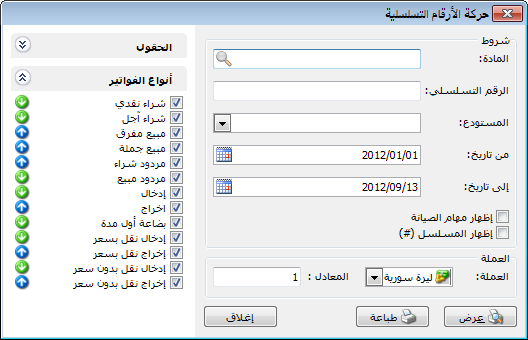 حركة الأرقام التسلسلية
شروط
المادة:
الرقم التسلسلي:
المستودع:
من تاريخ: 2012/01/01
إلى تاريخ: 2012/09/13
إظهار مهام الصيانة
إظهار المسلسل (#)
العملة
العملة: ليرة سورية المعادل : 1
عرض طباعة إغلاق
الحقول
أنواع الفواتير
شراء نقدي
شراء آجل
مبيع مفرق
مبيع جملة
مردود شراء
مردود مبيع
إدخال
اخراج
بضاعة أول مدة
إدخال نقل بسعر
إخراج نقل بسعر
إدخال نقل بدون سعر
إخراج نقل بدون سعر